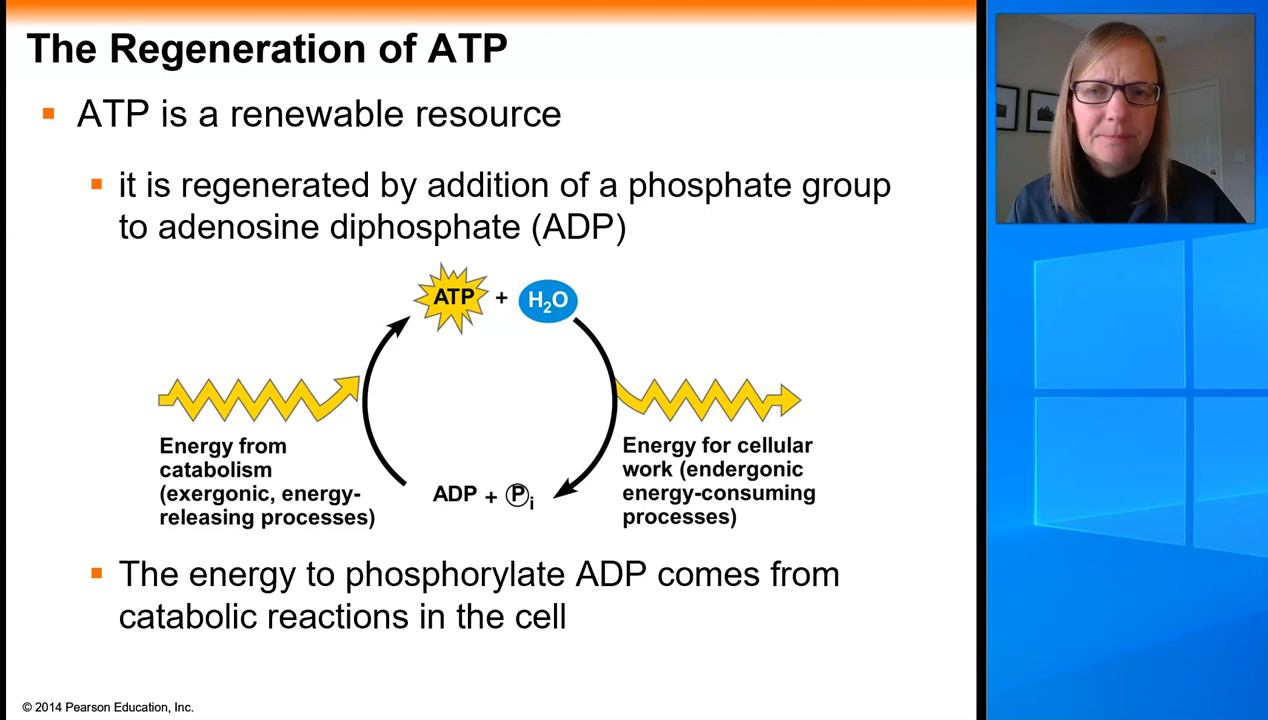 The Regeneration of ATP
ATP is a renewable resource
it is regenerated by addition of a phosphate group
to adenosine diphosphate (ADP)
ATP + H₂O
Energy from
catabolism
(exergonic, energy-
releasing processes)
Energy for cellular
work (endergonic
energy-consuming
processes)
ADP + Pᵢ
The energy to phosphorylate ADP comes from
catabolic reactions in the cell
© 2014 Pearson Education, Inc.